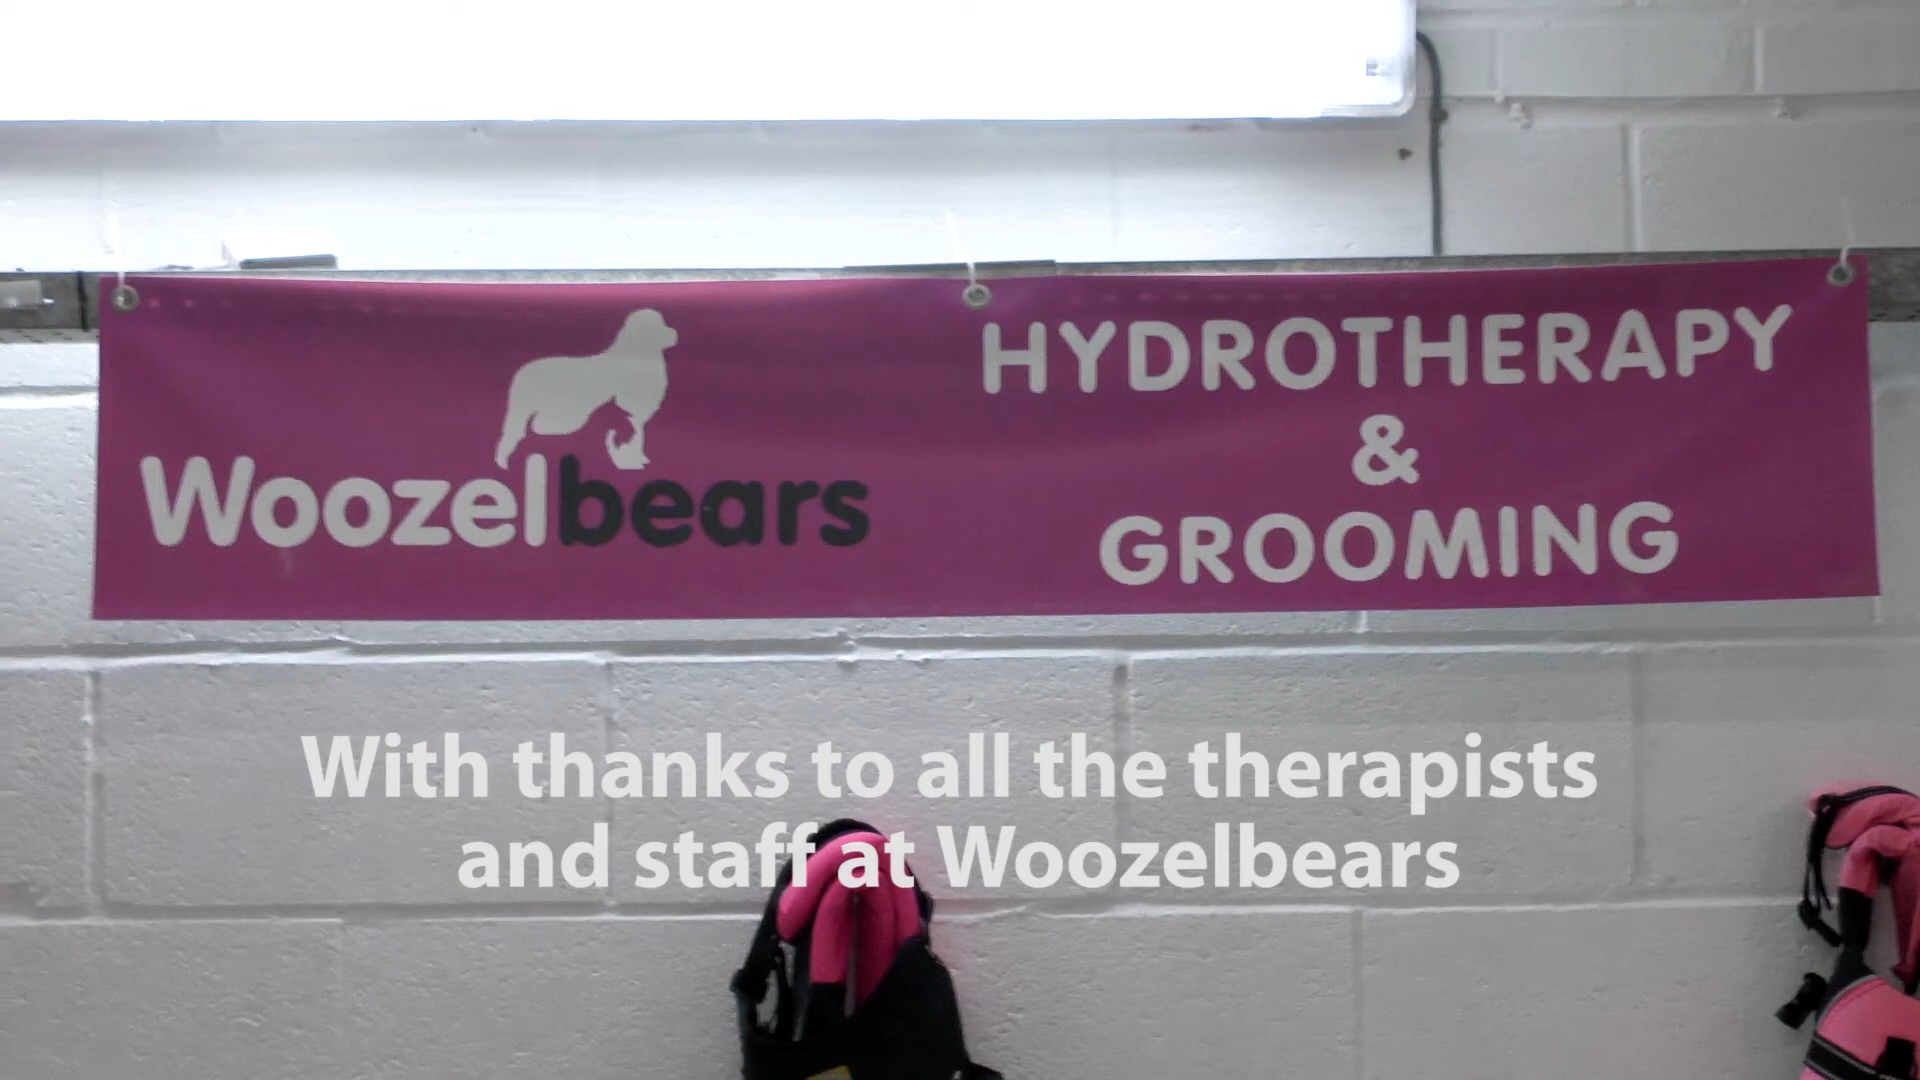 Woozelbears
HYDROTHERAPY
&
GROOMING
With thanks to all the therapists
and staff at Woozelbears